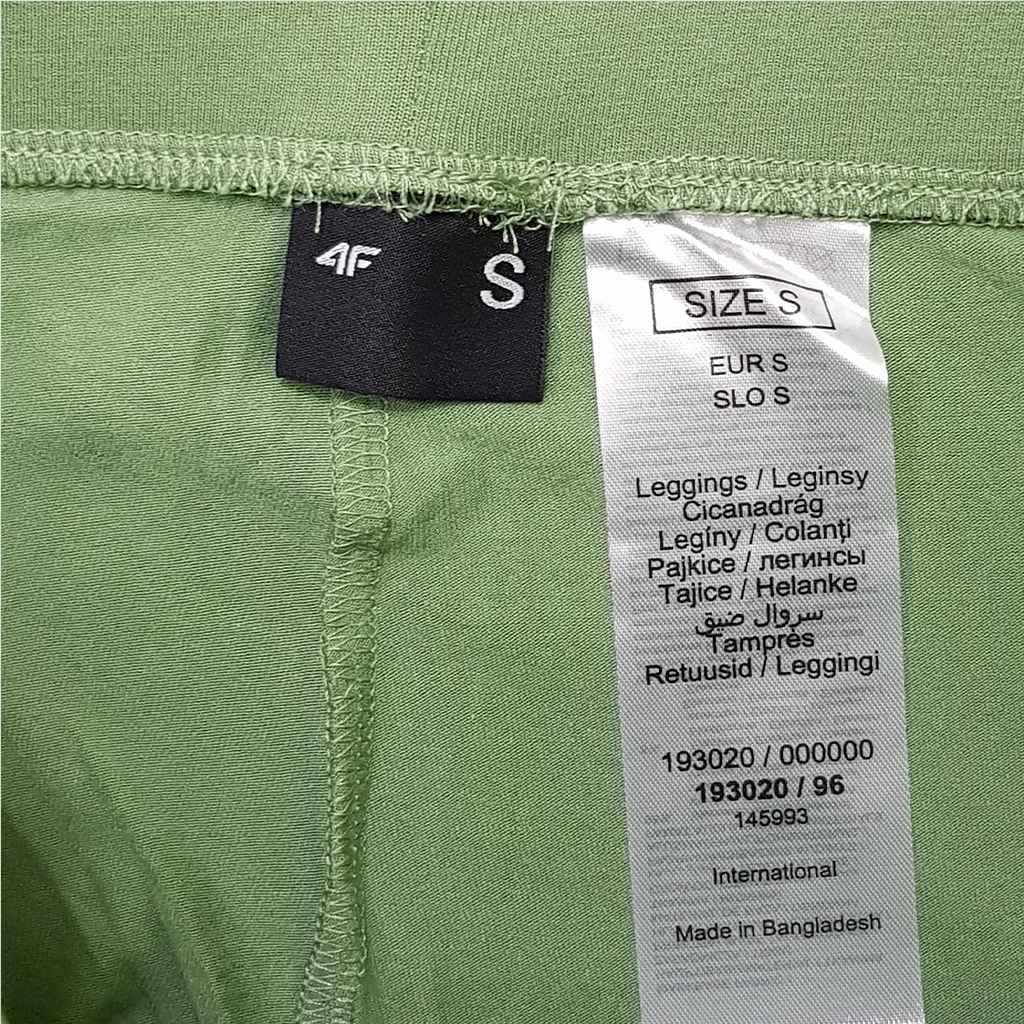 4F
S
SIZE S
EUR S
SLO S
Leggings / Leginsy
Cicanadrág
Legíny / Colanţi
Pajkice / легинсы
Tajice / Helanke
سروال ضيق
Tamprės
Retuusid / Leggingi
193020 / 000000
193020 / 96
145993
International
Made in Bangladesh